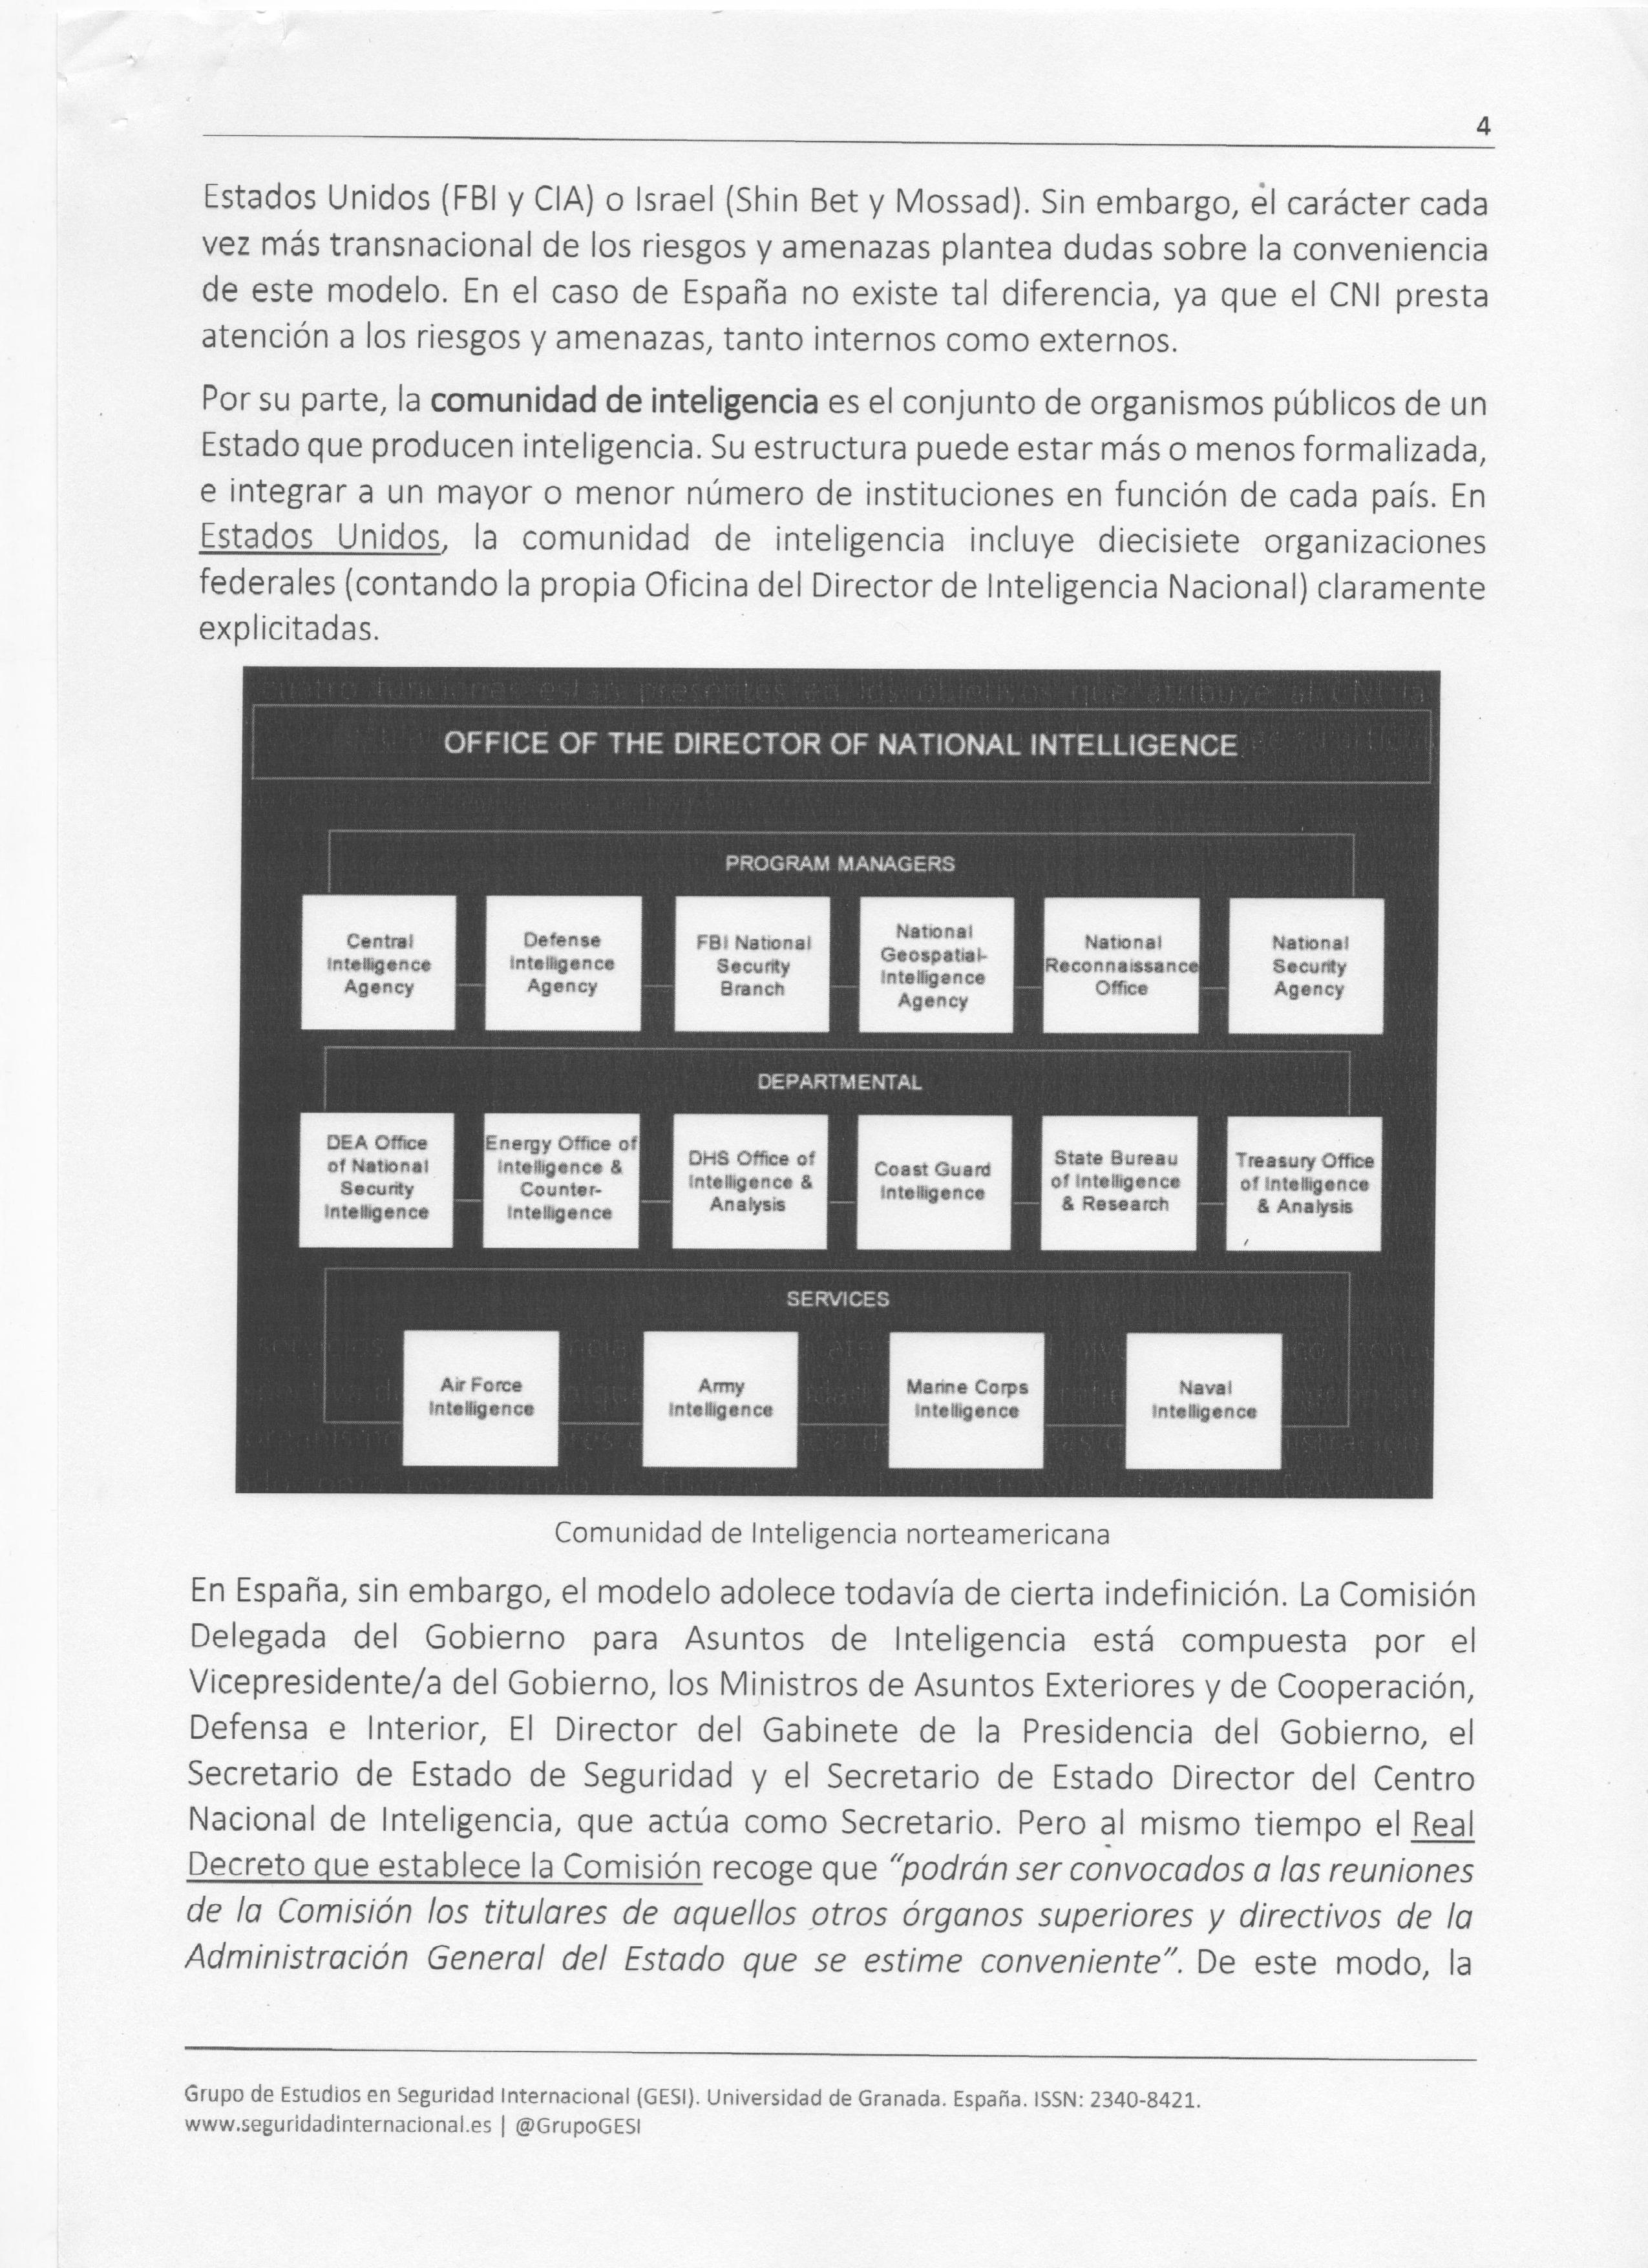 4
Estados Unidos (FBI y CIA) o Israel (Shin Bet y Mossad). Sin embargo, el carácter cada
vez más transnacional de los riesgos y amenazas plantea dudas sobre la conveniencia
de este modelo. En el caso de España no existe tal diferencia, ya que el CNI presta
atención a los riesgos y amenazas, tanto internos como externos.
Por su parte, la comunidad de inteligencia es el conjunto de organismos públicos de un
Estado que producen inteligencia. Su estructura puede estar más o menos formalizada,
e integrar a un mayor o menor número de instituciones en función de cada país. En
Estados Unidos, la comunidad de inteligencia incluye diecisiete organizaciones
federales (contando la propia Oficina del Director de Inteligencia Nacional) claramente
explicitadas.
OFFICE OF THE DIRECTOR OF NATIONAL INTELLIGENCE
PROGRAM MANAGERS
Central
Intelligence
Agency
Defense
Intelligence
Agency
FBI National
Security
Branch
National
Geospatial-
Intelligence
Agency
National
Reconnaissance
Office
National
Security
Agency
DEPARTMENTAL
DEA Office
of National
Security
Intelligence
Energy Office of
Intelligence &
Counter-
Intelligence
DHS Office of
Intelligence &
Analysis
Coast Guard
Intelligence
State Bureau
of Intelligence
& Research
Treasury Office
of Intelligence
& Analysis
SERVICES
Air Force
Intelligence
Army
Intelligence
Marine Corps
Intelligence
Naval
Intelligence
Comunidad de Inteligencia norteamericana
En España, sin embargo, el modelo adolece todavía de cierta indefinición. La Comisión
Delegada del Gobierno para Asuntos de Inteligencia está compuesta por el
Vicepresidente/a del Gobierno, los Ministros de Asuntos Exteriores y de Cooperación,
Defensa e Interior, El Director del Gabinete de la Presidencia del Gobierno, el
Secretario de Estado de Seguridad y el Secretario de Estado Director del Centro
Nacional de Inteligencia, que actúa como Secretario. Pero al mismo tiempo el Real
Decreto que establece la Comisión recoge que "podrán ser convocados a las reuniones
de la Comisión los titulares de aquellos otros órganos superiores y directivos de la
Administración General del Estado que se estime conveniente". De este modo, la
Grupo de Estudios en Seguridad Internacional (GESI). Universidad de Granada. España. ISSN: 2340-8421.
www.seguridadinternacional.es | @GrupoGESI